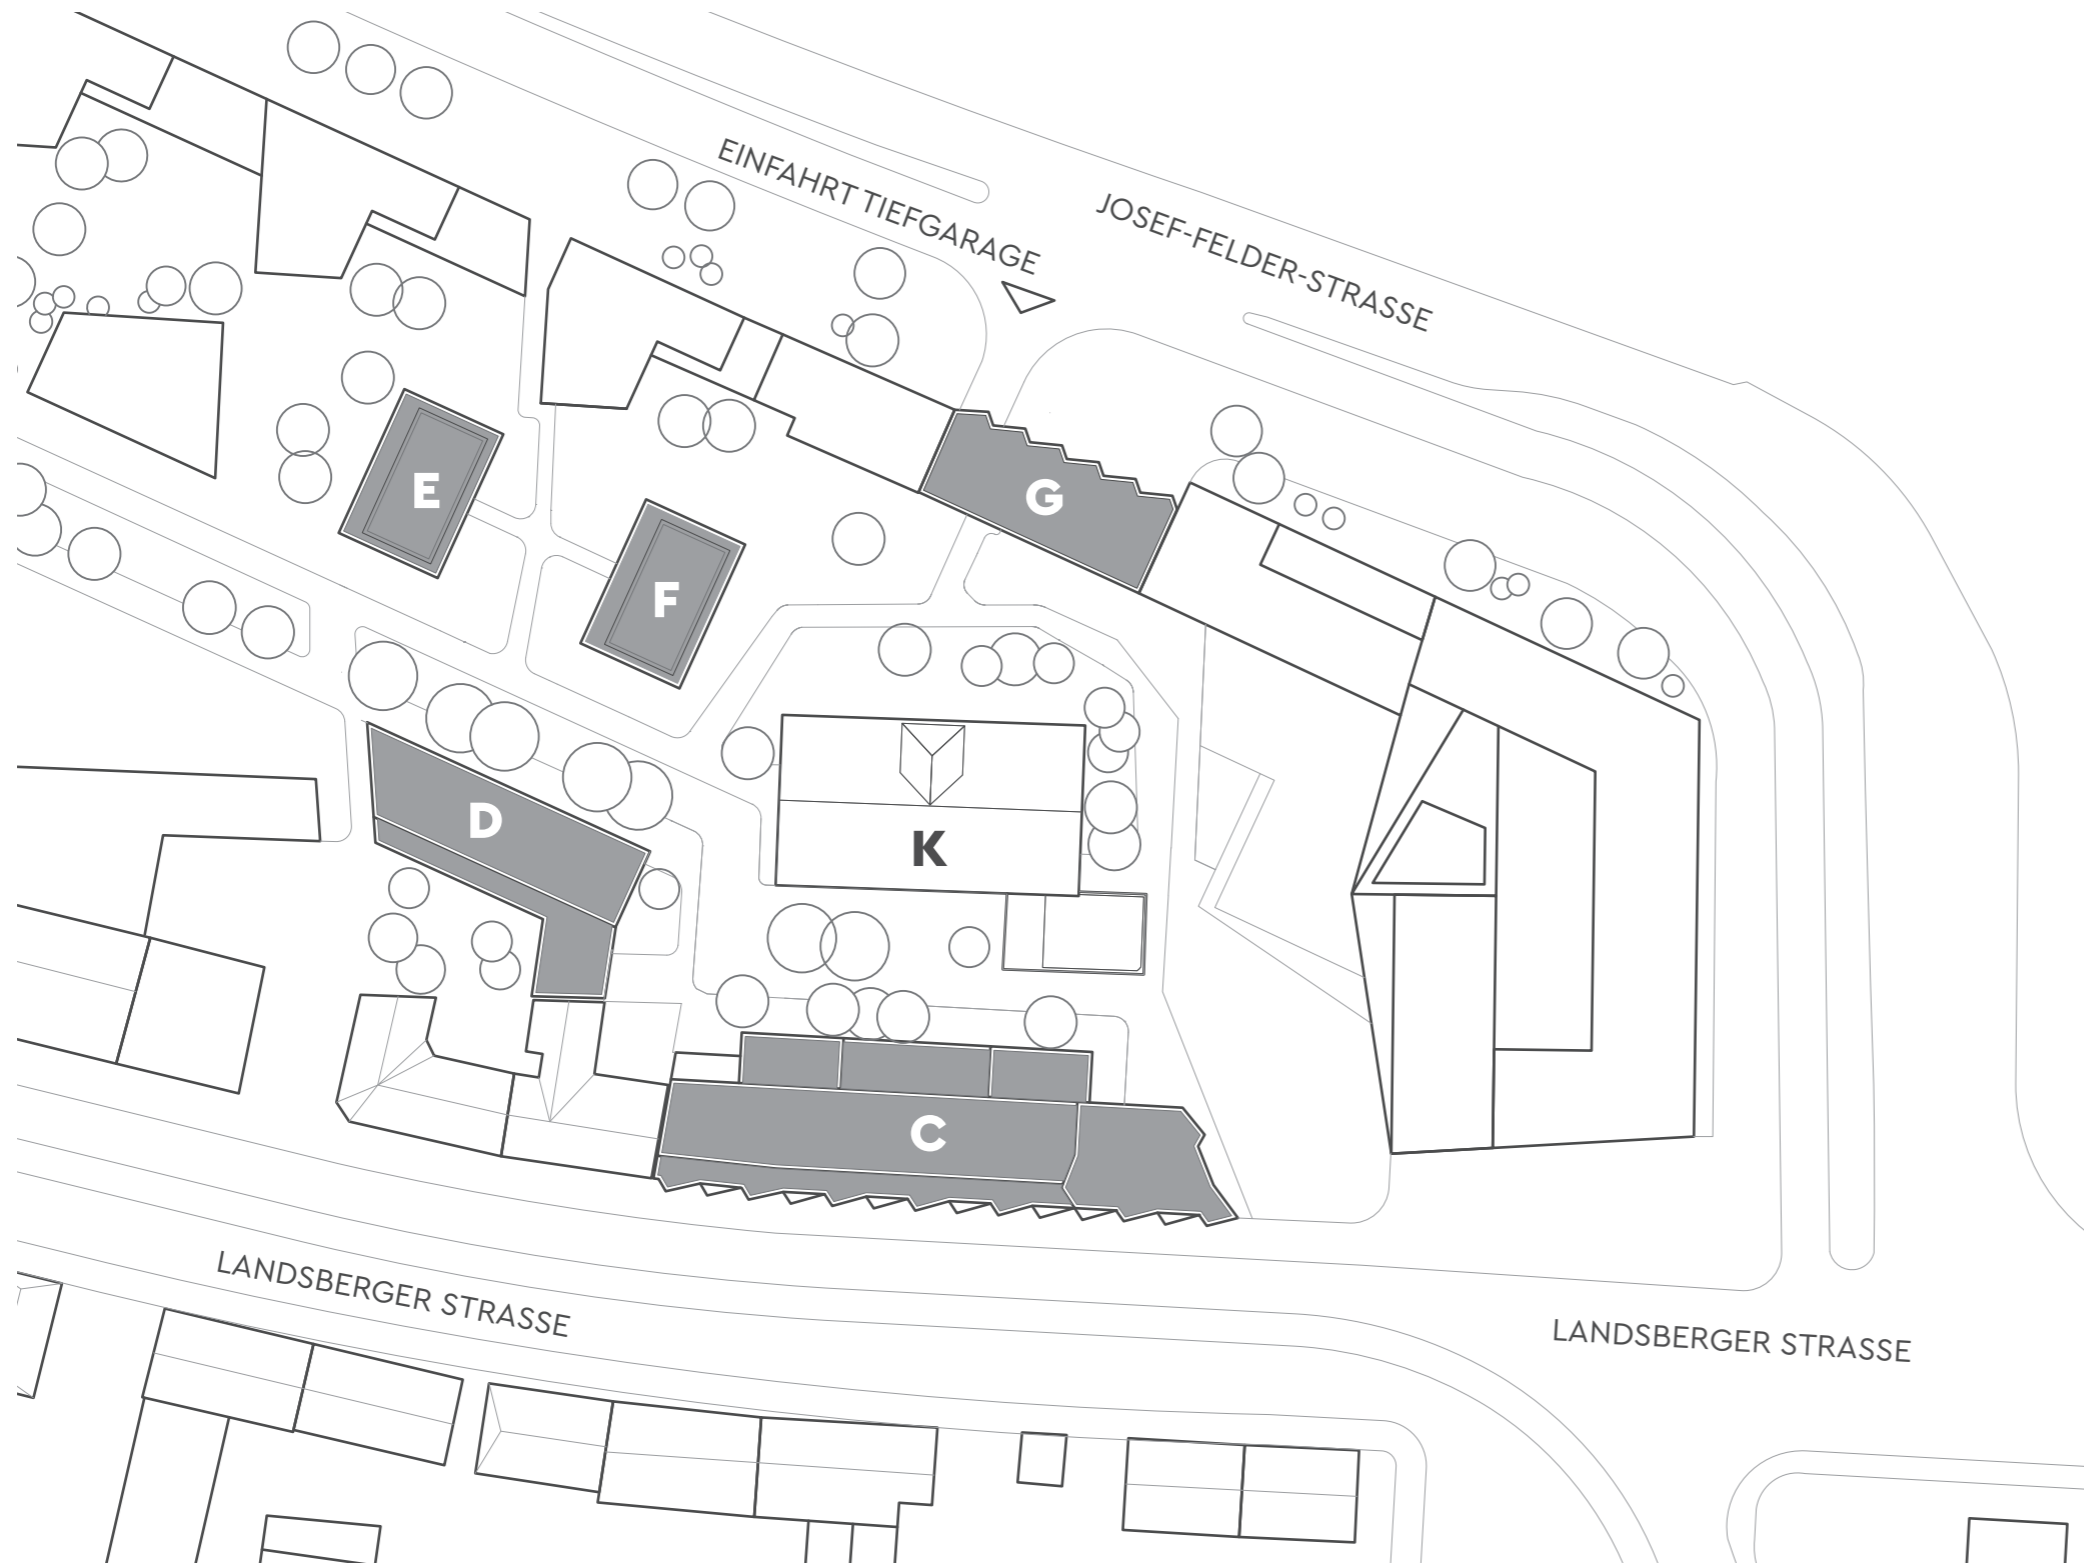 EINFAHRT TIEFGARAGE
JOSEF-FELDER-STRASSE
E
G
F
D
K
C
LANDSBERGER STRASSE
LANDSBERGER STRASSE